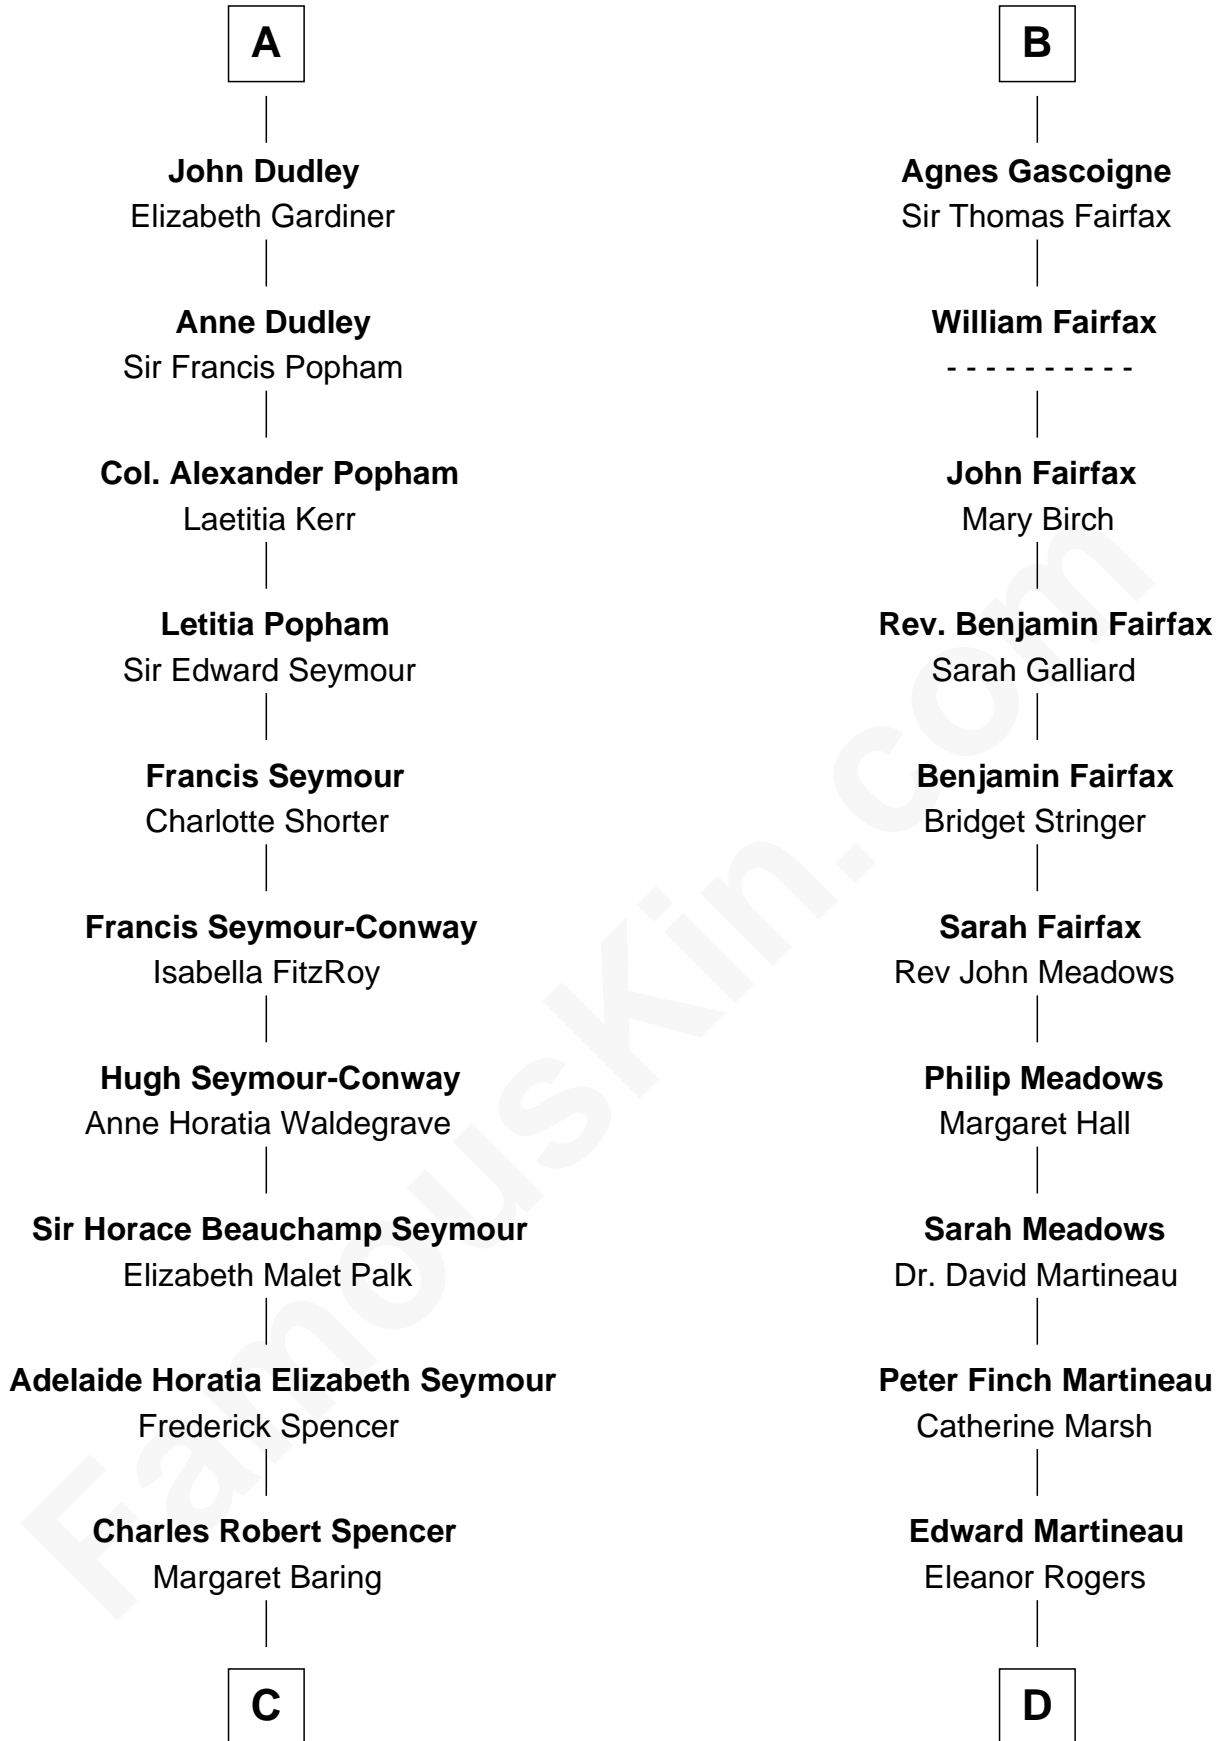 A
John Dudley
Elizabeth Gardiner
Anne Dudley
Sir Francis Popham
Col. Alexander Popham
Laetitia Kerr
Letitia Popham
Sir Edward Seymour
Francis Seymour
Charlotte Shorter
Francis Seymour-Conway
Isabella FitzRoy
Hugh Seymour-Conway
Anne Horatia Waldegrave
Sir Horace Beauchamp Seymour
Elizabeth Malet Palk
Adelaide Horatia Elizabeth Seymour
Frederick Spencer
Charles Robert Spencer
Margaret Baring
C
B
Agnes Gascoigne
Sir Thomas Fairfax
William Fairfax
- - - - - - - - - -
John Fairfax
Mary Birch
Rev. Benjamin Fairfax
Sarah Galliard
Benjamin Fairfax
Bridget Stringer
Sarah Fairfax
Rev John Meadows
Philip Meadows
Margaret Hall
Sarah Meadows
Dr. David Martineau
Peter Finch Martineau
Catherine Marsh
Edward Martineau
Eleanor Rogers
D
FamousKin.com